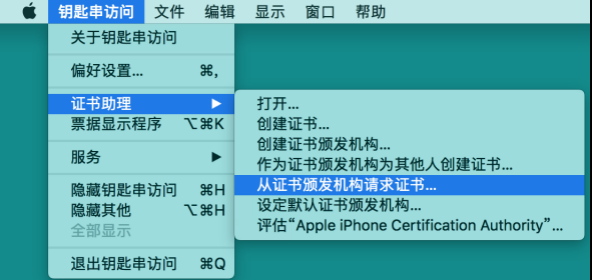 钥匙串访问 文件 编辑 显示 窗口 帮助
关于钥匙串访问
偏好设置... ⌘,
证书助理 ▶
票据显示程序 ⌥⌘K
服务 ▶
隐藏钥匙串访问 ⌘H
隐藏其他 ⌥⌘H
全部显示
退出钥匙串访问 ⌘Q
打开...
创建证书...
创建证书颁发机构...
作为证书颁发机构为其他人创建证书...
从证书颁发机构请求证书...
设定默认证书颁发机构...
评估“Apple iPhone Certification Authority”...